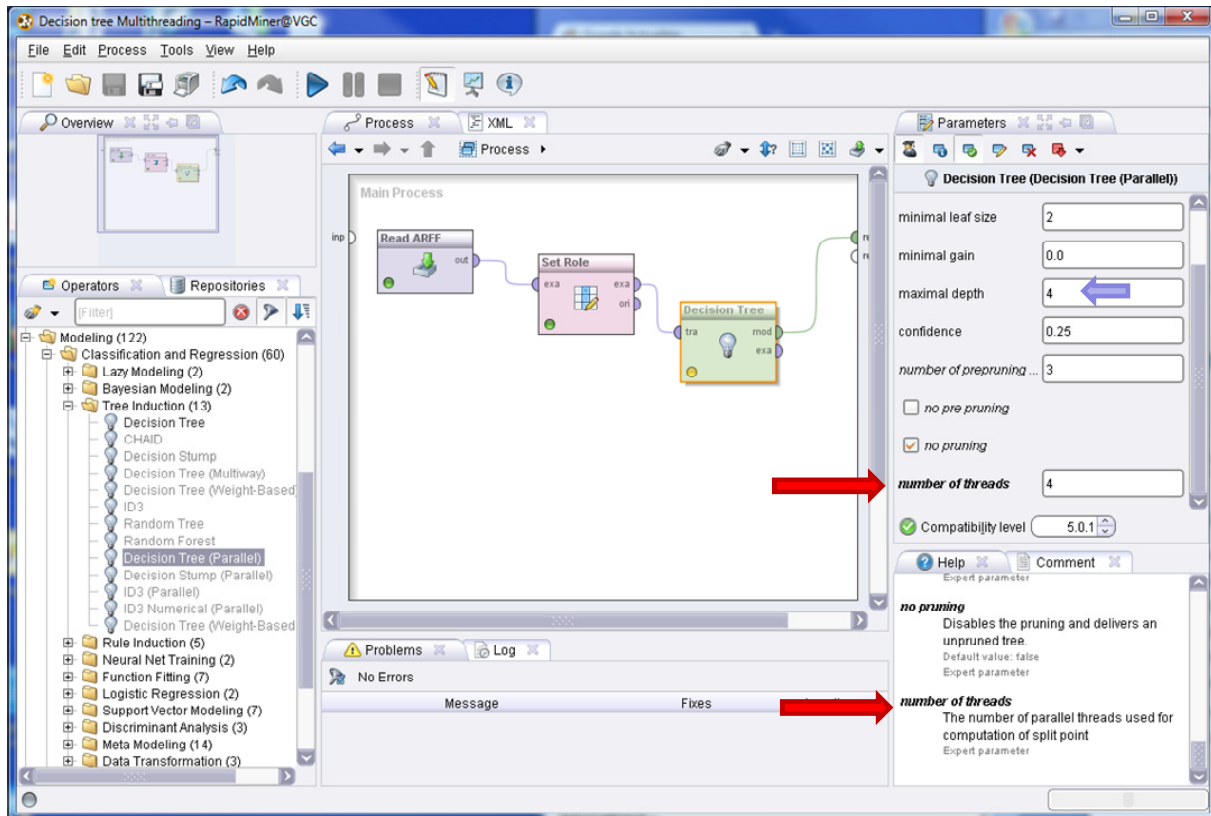 Decision tree Multithreading – RapidMiner@VGC
File Edit Process Tools View Help
Overview
Process
XML
Parameters
Process
Decision Tree (Decision Tree (Parallel))
Main Process
inp
Read ARFF
out
Set Role
exa
exa
ori
Decision Tree
tra
mod
exa
re
re
minimal leaf size
2
minimal gain
0.0
maximal depth
4
confidence
0.25
number of prepruning ...
3
no pre pruning
no pruning
number of threads
4
Compatibility level
5.0.1
Operators
Repositories
[Filter]
Modeling (122)
Classification and Regression (60)
Lazy Modeling (2)
Bayesian Modeling (2)
Tree Induction (13)
Decision Tree
CHAID
Decision Stump
Decision Tree (Multiway)
Decision Tree (Weight-Based)
ID3
Random Tree
Random Forest
Decision Tree (Parallel)
Decision Stump (Parallel)
ID3 (Parallel)
ID3 Numerical (Parallel)
Decision Tree (Weight-Based
Rule Induction (5)
Neural Net Training (2)
Function Fitting (7)
Logistic Regression (2)
Support Vector Modeling (7)
Discriminant Analysis (3)
Meta Modeling (14)
Data Transformation (3)
Problems
Log
No Errors
Message
Fixes
Help
Comment
Expert parameter
no pruning
Disables the pruning and delivers an
unpruned tree.
Default value: false
Expert parameter
number of threads
The number of parallel threads used for
computation of split point
Expert parameter